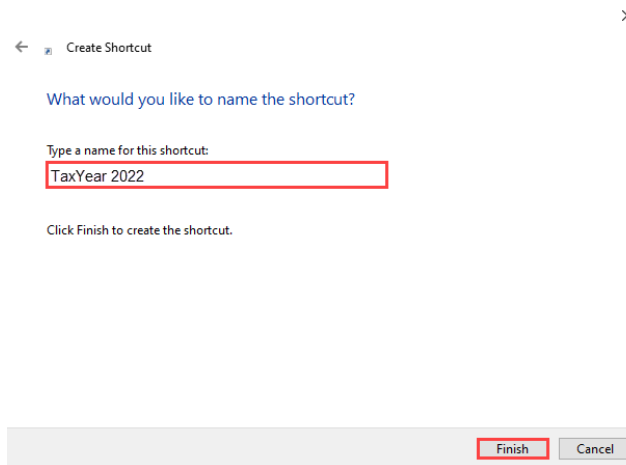 Create Shortcut
What would you like to name the shortcut?
Type a name for this shortcut:
TaxYear 2022
Click Finish to create the shortcut.
Finish Cancel